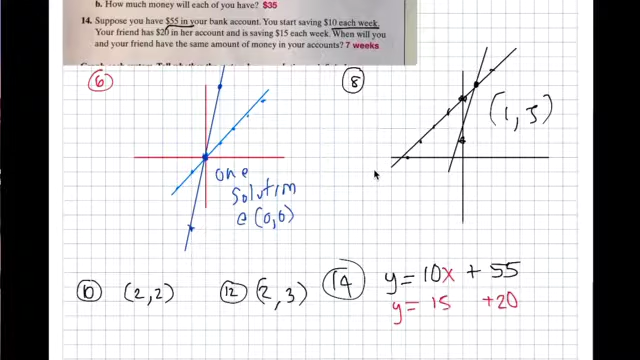 b. How much money will each of you have? $35
14. Suppose you have $55 in your bank account. You start saving $10 each week.
Your friend has $20 in her account and is saving $15 each week. When will you
and your friend have the same amount of money in your accounts? 7 weeks
6
8
(1, 5)
one
solution
@ (0,0)
10 (2,2) 12 (2,3) 14 y = 10x + 55
y = 15 +20